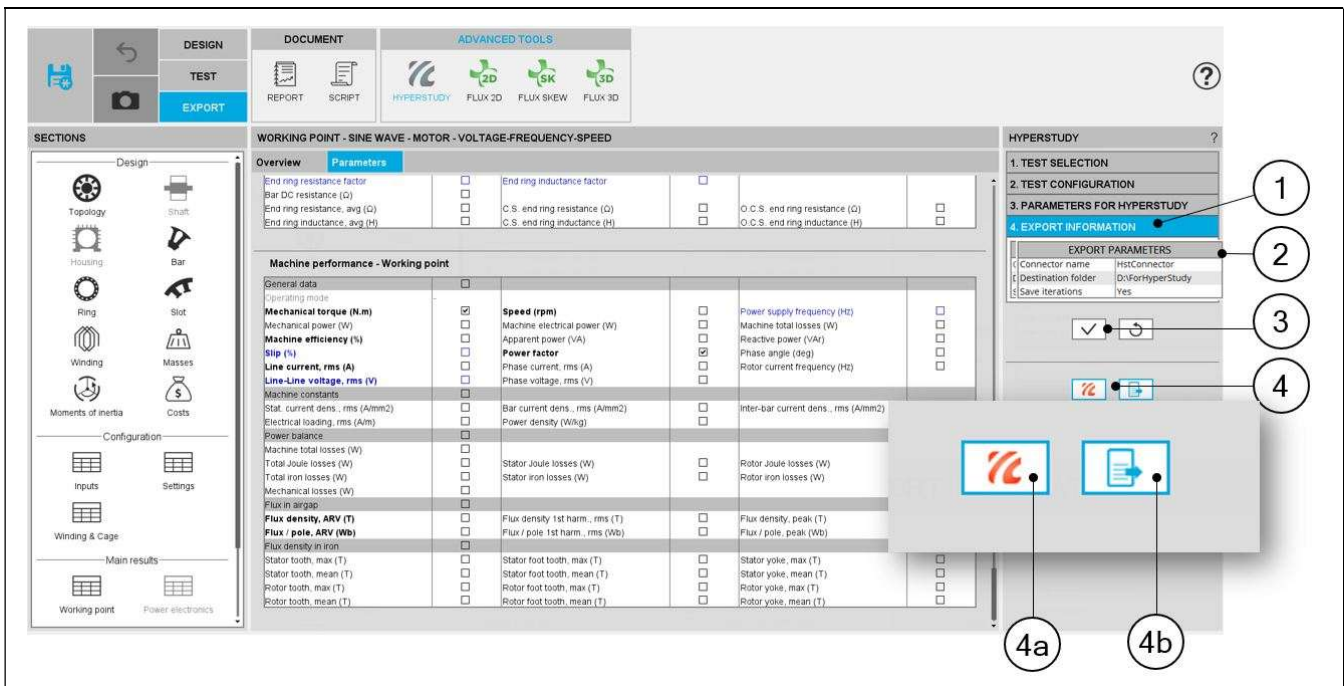 DESIGN
TEST
EXPORT
DOCUMENT
REPORT SCRIPT
ADVANCED TOOLS
HYPERSTUDY FLUX 2D FLUX SKEW FLUX 3D
2D SK 3D
?
SECTIONS
Design
Topology Shaft
Housing Bar
Ring Slot
Winding Masses
Moments of inertia Costs
Configuration
Inputs Settings
Winding & Cage
Main results
Working point Power electronics
WORKING POINT - SINE WAVE - MOTOR - VOLTAGE-FREQUENCY-SPEED
Overview Parameters
End ring resistance factor End ring inductance factor
Bar DC resistance (Ω)
End ring resistance, avg (Ω) C.S. end ring resistance (Ω) O.C.S. end ring resistance (Ω)
End ring inductance, avg (H) C.S. end ring inductance (H) O.C.S. end ring inductance (H)
Machine performance - Working point
General data
Operating mode -
Mechanical torque (N.m) Speed (rpm) Power supply frequency (Hz)
Mechanical power (W) Machine electrical power (W) Machine total losses (W)
Machine efficiency (%) Apparent power (VA) Reactive power (VAr)
Slip (%) Power factor Phase angle (deg)
Line current, rms (A) Phase current, rms (A) Rotor current frequency (Hz)
Line-Line voltage, rms (V) Phase voltage, rms (V)
Machine constants
Stat. current dens., rms (A/mm2) Bar current dens., rms (A/mm2) Inter-bar current dens., rms (A/mm2)
Electrical loading, rms (A/m) Power density (W/kg)
Power balance
Machine total losses (W)
Total Joule losses (W) Stator Joule losses (W) Rotor Joule losses (W)
Total iron losses (W) Stator iron losses (W) Rotor iron losses (W)
Mechanical losses (W)
Flux in airgap
Flux density, ARV (T) Flux density 1st harm., rms (T) Flux density, peak (T)
Flux / pole, ARV (Wb) Flux / pole 1st harm., rms (Wb) Flux / pole, peak (Wb)
Flux density in iron
Stator tooth, max (T) Stator foot tooth, max (T) Stator yoke, max (T)
Stator tooth, mean (T) Stator foot tooth, mean (T) Stator yoke, mean (T)
Rotor tooth, max (T) Rotor foot tooth, max (T) Rotor yoke, max (T)
Rotor tooth, mean (T) Rotor foot tooth, mean (T) Rotor yoke, mean (T)
HYPERSTUDY ?
1. TEST SELECTION
2. TEST CONFIGURATION
3. PARAMETERS FOR HYPERSTUDY
4. EXPORT INFORMATION
EXPORT PARAMETERS
Connector name HstConnector
Destination folder D:\ForHyperStudy
Save iterations Yes
1
2
3
4
4a
4b